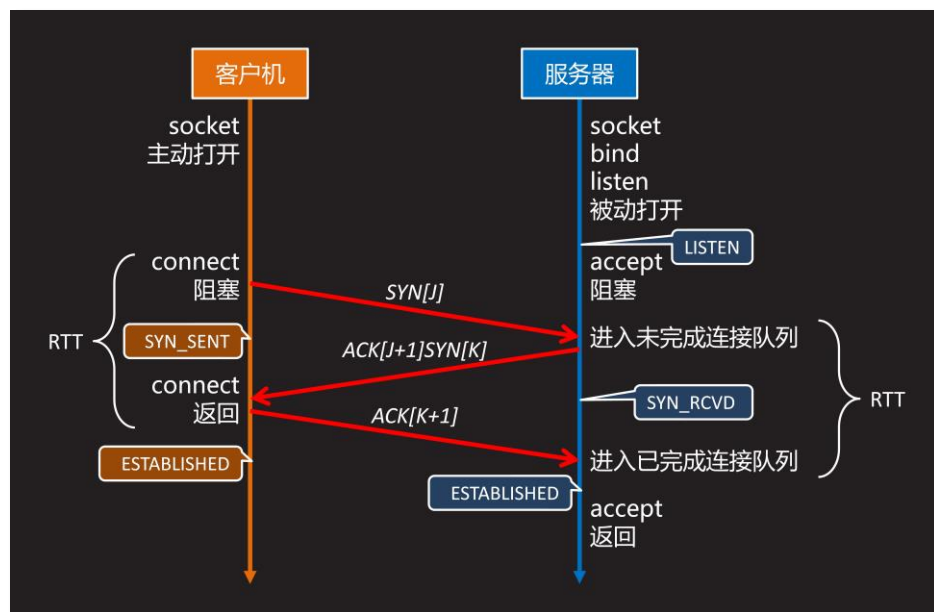 客户机
服务器
socket
主动打开
socket
bind
listen
被动打开
LISTEN
connect
阻塞
accept
阻塞
SYN[J]
RTT
SYN_SENT
ACK[J+1]SYN[K]
进入未完成连接队列
connect
返回
SYN_RCVD
RTT
ACK[K+1]
ESTABLISHED
进入已完成连接队列
ESTABLISHED
accept
返回